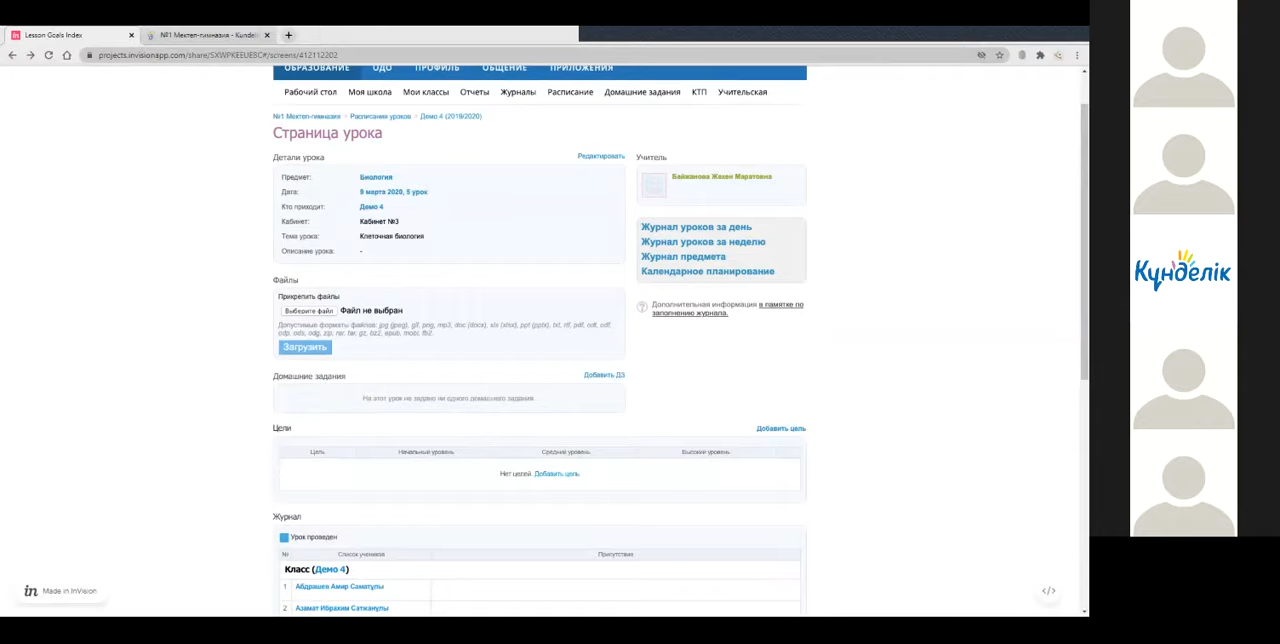 Lesson Goals Index
№1 Мектеп-гимназия - Kundeli
projects.invisionapp.com/share/SXWPKEEUEBC#/screens/412112202
ОБРАЗОВАНИЕ ОДО ПРОФИЛЬ ОБЩЕНИЕ ПРИЛОЖЕНИЯ
Рабочий стол Моя школа Мои классы Отчеты Журналы Расписание Домашние задания КТП Учительская
№1 Мектеп-гимназия Расписания уроков Демо 4 (2019/2020)
Страница урока
Детали урока Редактировать
Предмет: Биология
Дата: 9 марта 2020, 5 урок
Кто приходит: Демо 4
Кабинет: Кабинет №3
Тема урока: Клеточная биология
Описание урока: -
Учитель
Байжанова Жакен Маратовна
Журнал уроков за день
Журнал уроков за неделю
Журнал предмета
Календарное планирование
Дополнительная информация в памятке по
заполнению журнала.
Файлы
Прикрепить файлы
Выберите файл Файл не выбран
Допустимые форматы файлов: jpg (jpeg), gif, png, mp3, doc (docx), xls (xlsx), ppt (pptx), txt, rtf, pdf, odt, odf,
odp, ods, odg, zip, rar, tar, gz, bz2, epub, mobi, fb2.
Загрузить
Домашние задания Добавить ДЗ
На этот урок не задано ни одного домашнего задания.
Цели Добавить цель
Цель Начальный уровень Средний уровень Высокий уровень
Нет целей. Добавить цель
Журнал
Урок проведен
№ Список учеников Присутствие
Класс (Демо 4)
1 Абдрашев Амир Саматулы
2 Азамат Ибрахим Сатжанулы
in Made in InVision
</>
Күнделік